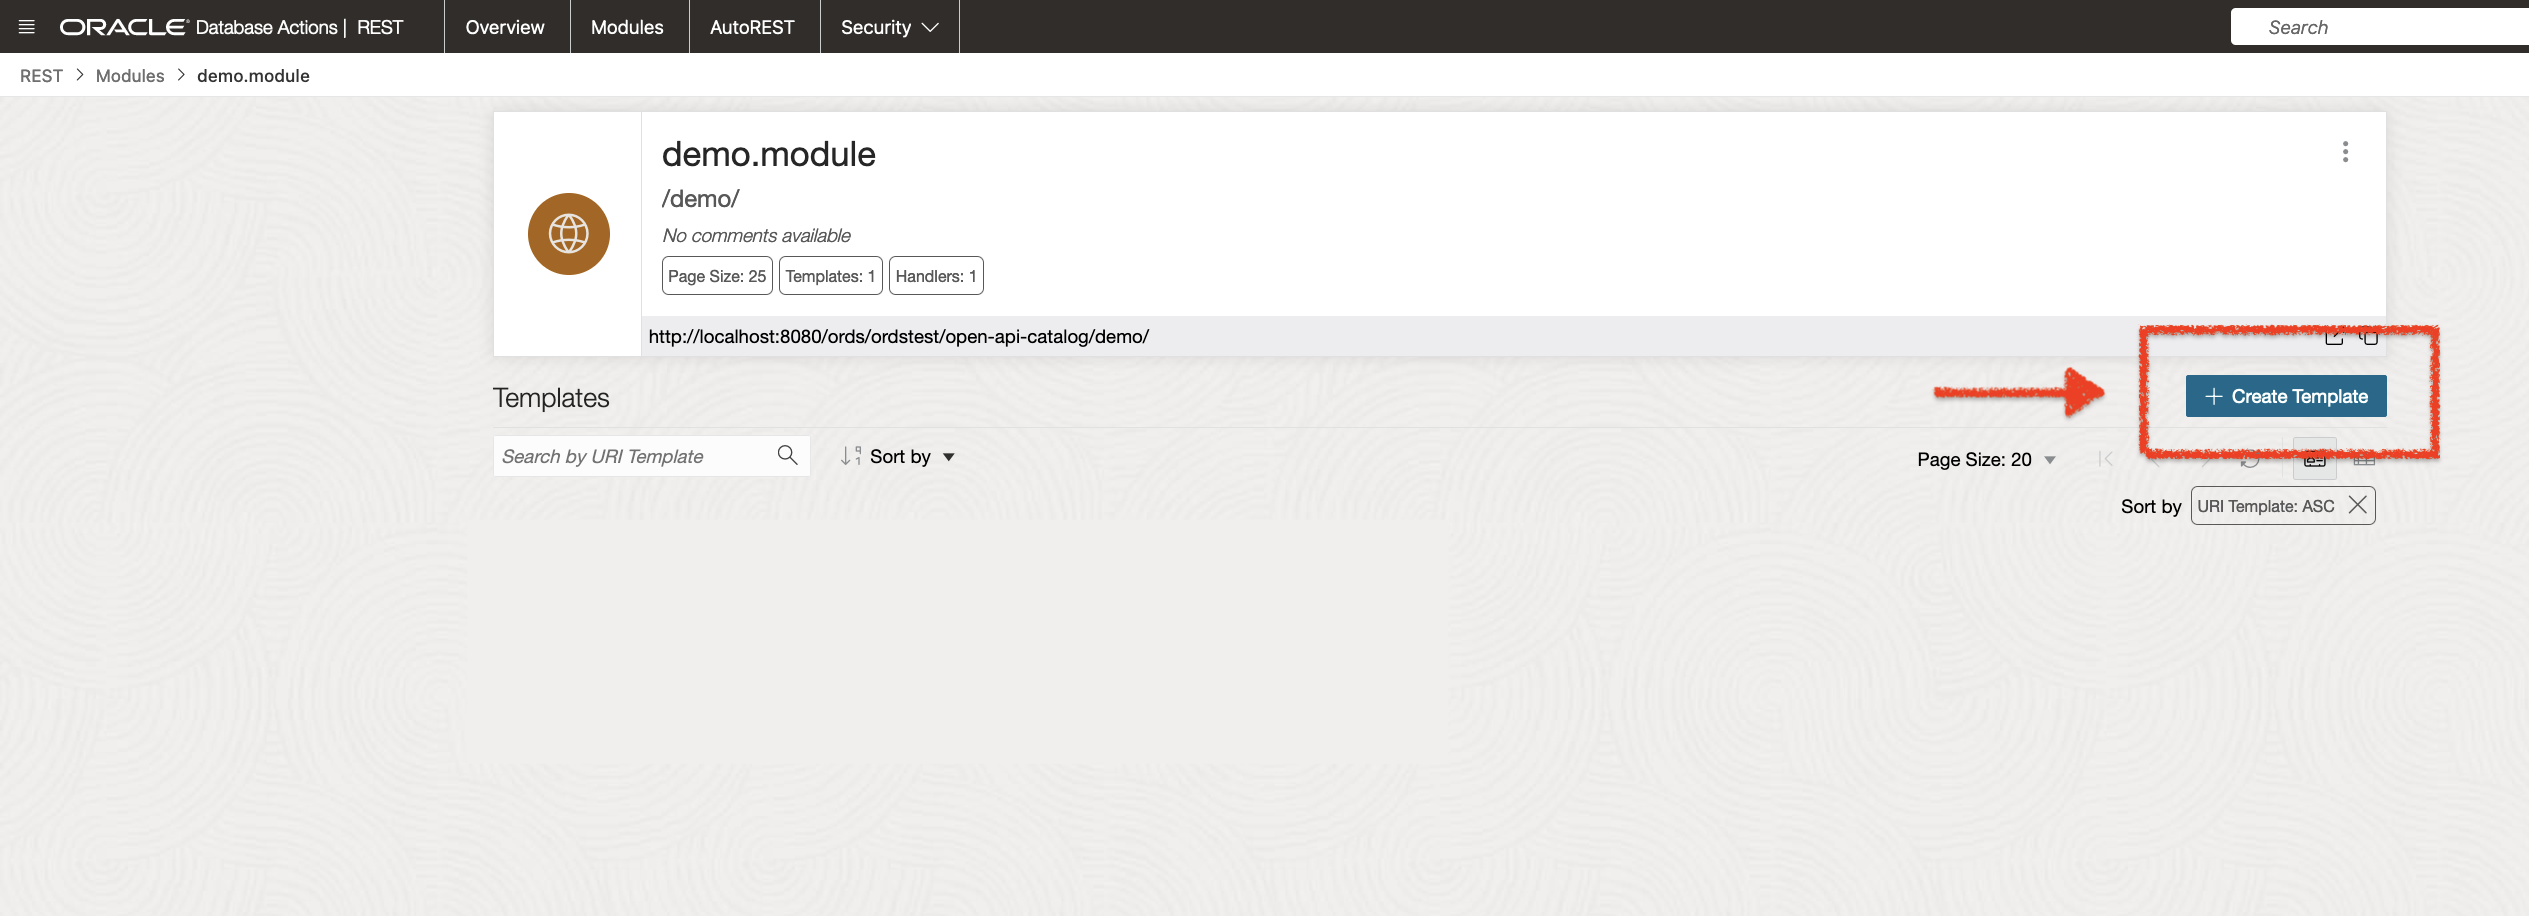 ORACLE® Database Actions | REST Overview Modules AutoREST Security Search
REST > Modules > demo.module
demo.module
/demo/
No comments available
Page Size: 25 Templates: 1 Handlers: 1
http://localhost:8080/ords/ordstest/open-api-catalog/demo/
Templates
+ Create Template
Search by URI Template
Sort by
Page Size: 20
Sort by URI Template: ASC